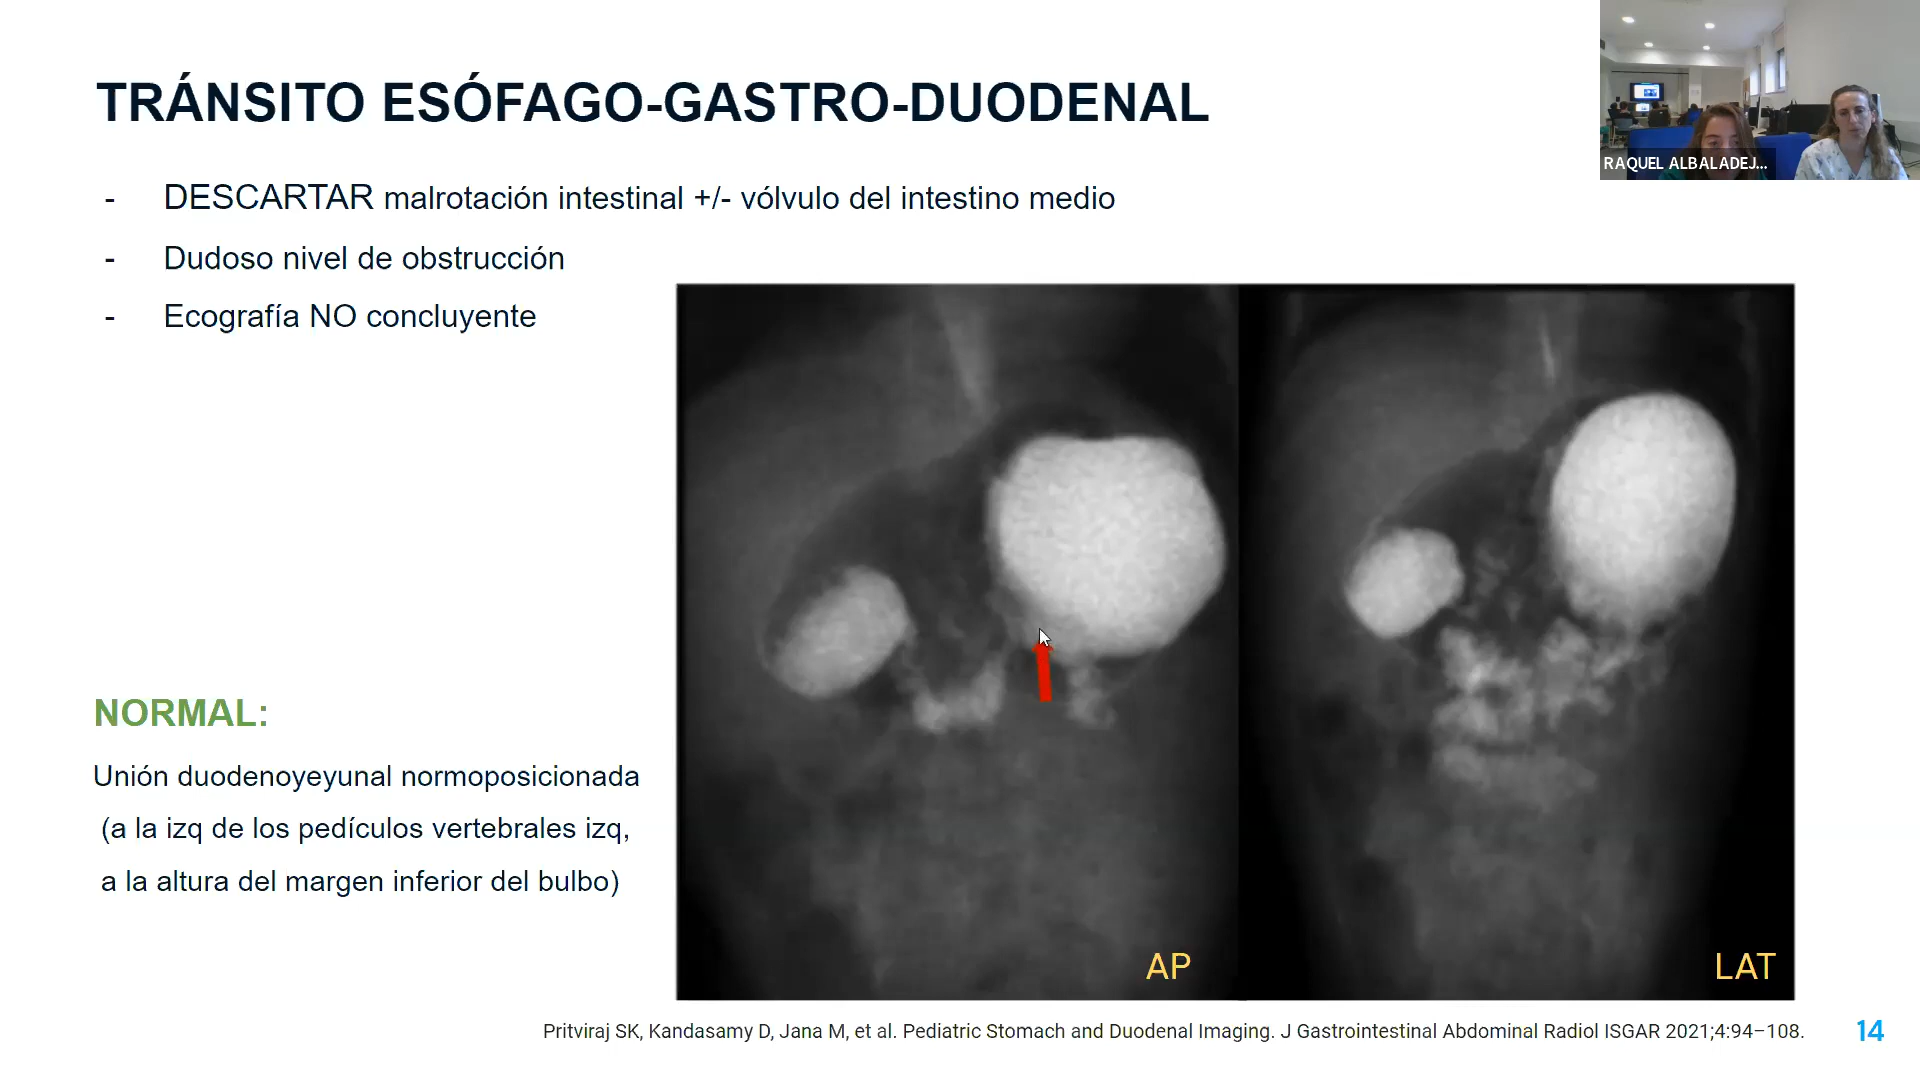 TRÁNSITO ESÓFAGO-GASTRO-DUODENAL
RAQUEL ALBALADEJ...
- DESCARTAR malrotación intestinal +/- vólvulo del intestino medio
- Dudoso nivel de obstrucción
- Ecografía NO concluyente
NORMAL:
Unión duodenoyeyunal normoposicionada
(a la izq de los pedículos vertebrales izq,
a la altura del margen inferior del bulbo)
AP
LAT
Pritviraj SK, Kandasamy D, Jana M, et al. Pediatric Stomach and Duodenal Imaging. J Gastrointestinal Abdominal Radiol ISGAR 2021;4:94–108.
14